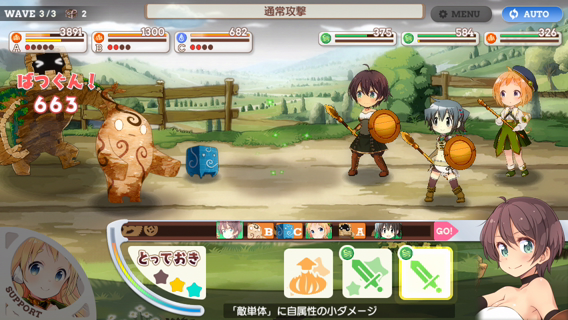 WAVE 3/3 2
通常攻撃
MENU
AUTO
A 3891
B 1300
C 682
375
584
326
ばつぐん!
663
B C A GO!
とっておき
SUPPORT
「敵単体」に自属性の小ダメージ